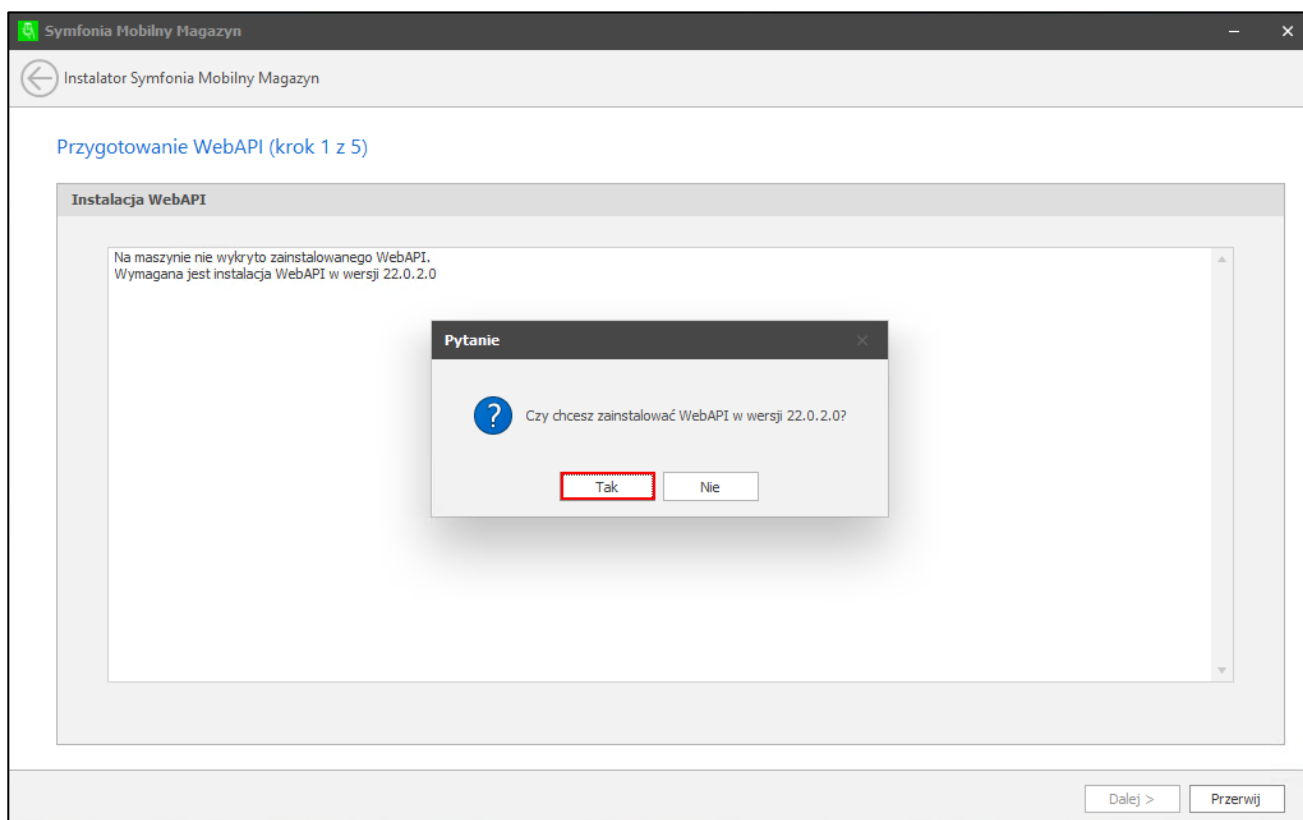 Symfonia Mobilny Magazyn
Instalator Symfonia Mobilny Magazyn
Przygotowanie WebAPI (krok 1 z 5)
Instalacja WebAPI
Na maszynie nie wykryto zainstalowanego WebAPI.
Wymagana jest instalacja WebAPI w wersji 22.0.2.0
Pytanie
Czy chcesz zainstalować WebAPI w wersji 22.0.2.0?
Tak Nie
Dalej > Przerwij